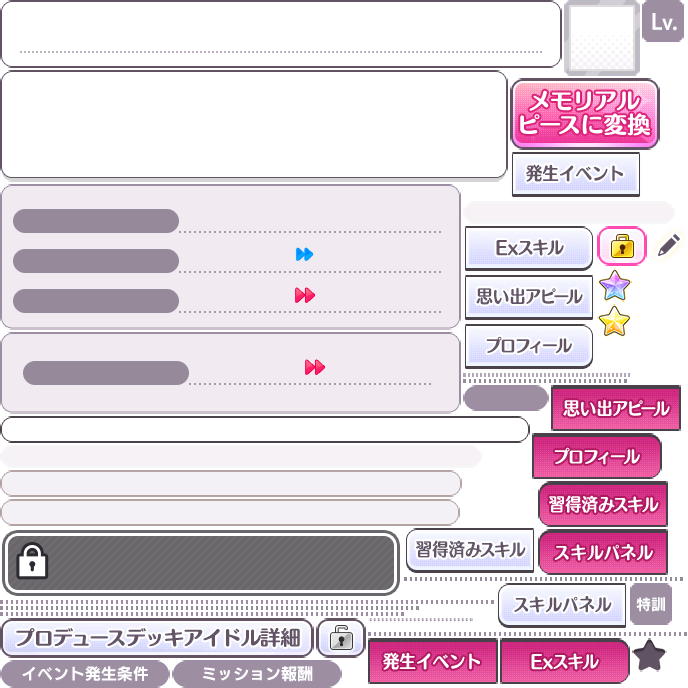 Lv.
メモリアル
ピースに変換
発生イベント
Exスキル
思い出アピール
プロフィール
思い出アピール
プロフィール
習得済みスキル
習得済みスキル
スキルパネル
スキルパネル
特訓
プロデュースデッキアイドル詳細
発生イベント
Exスキル
イベント発生条件
ミッション報酬